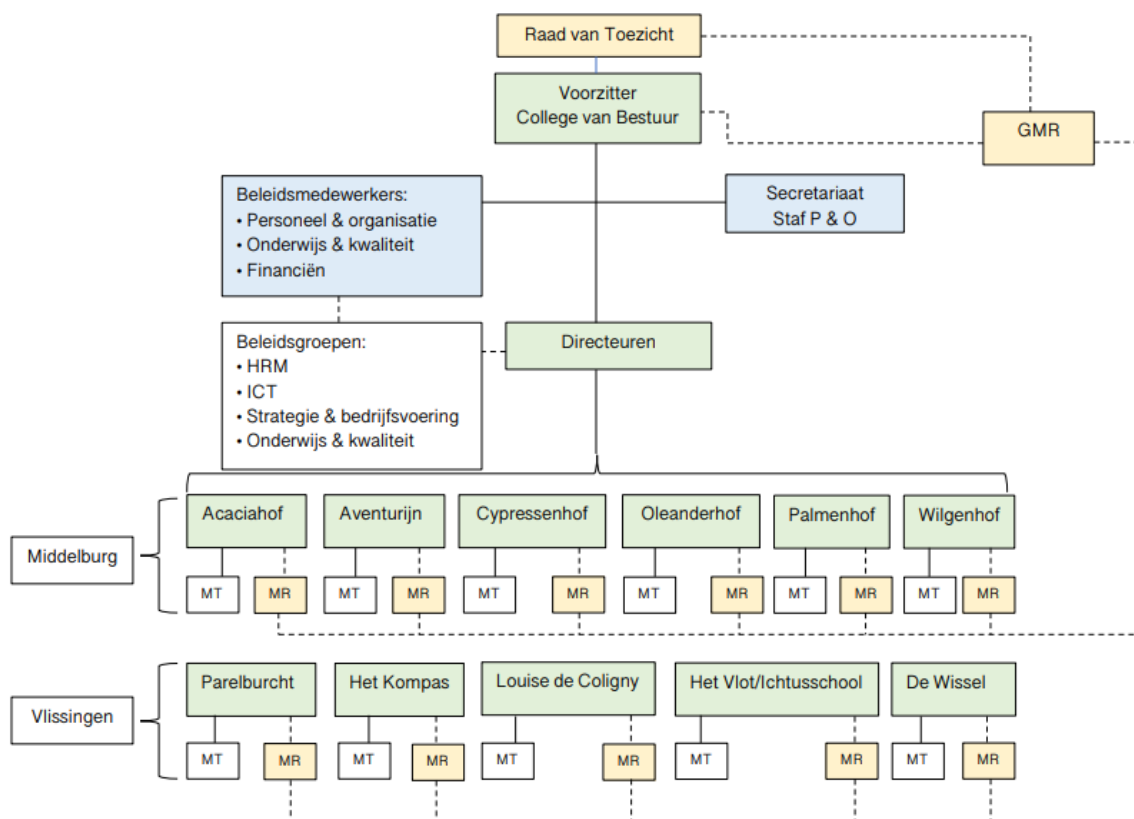 Raad van Toezicht
Voorzitter
College van Bestuur
GMR
Beleidsmedewerkers:
• Personeel & organisatie
• Onderwijs & kwaliteit
• Financiën
Secretariaat
Staf P & O
Beleidsgroepen:
• HRM
• ICT
• Strategie & bedrijfsvoering
• Onderwijs & kwaliteit
Directeuren
Middelburg
Acaciahof
Aventurijn
Cypressenhof
Oleanderhof
Palmenhof
Wilgenhof
MT
MR
MT
MR
MT
MR
MT
MR
MT
MR
MT
MR
Vlissingen
Parelburcht
Het Kompas
Louise de Coligny
Het Vlot/Ichtusschool
De Wissel
MT
MR
MT
MR
MT
MR
MT
MR
MT
MR